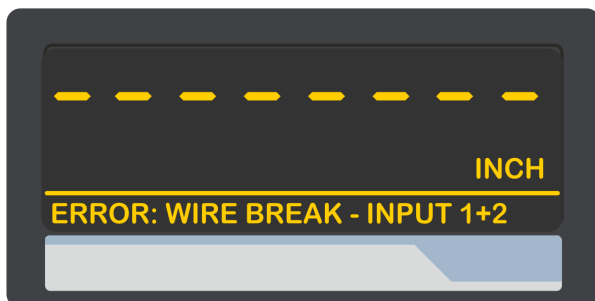 - - - - - - - -
INCH
ERROR: WIRE BREAK - INPUT 1+2